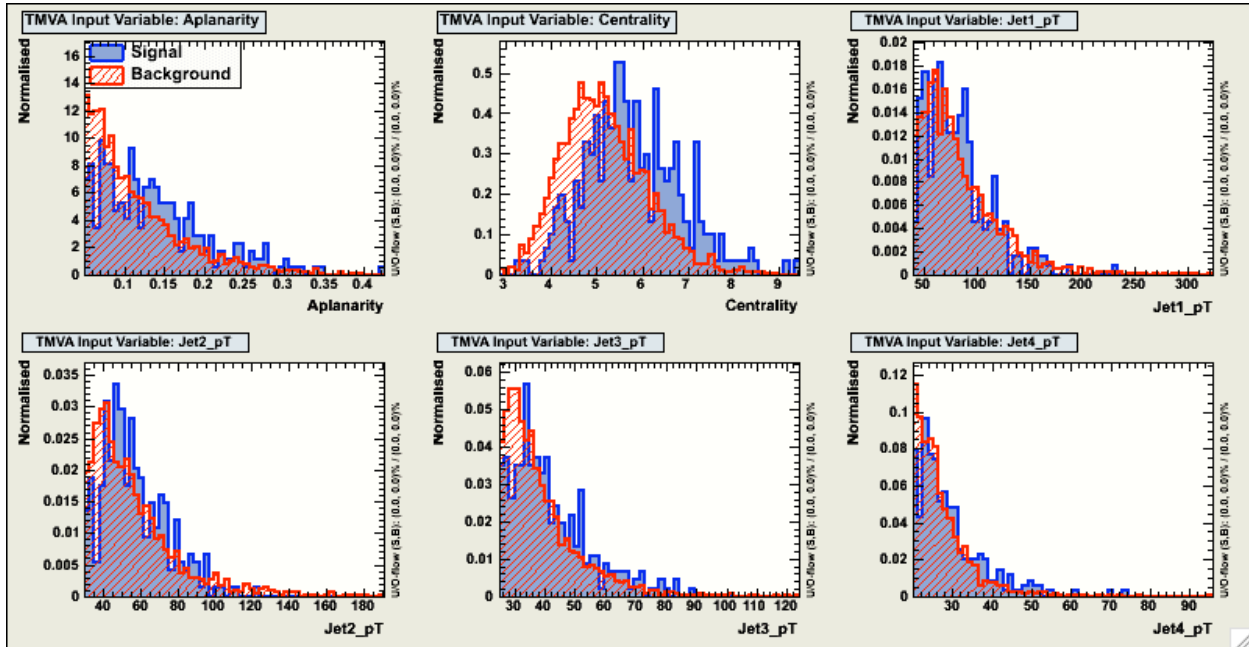 TMVA Input Variable: Aplanarity
Normalised
16
14
12
10
8
6
4
2
0
Signal
Background
0.1 0.15 0.2 0.25 0.3 0.35 0.4
Aplanarity
U/O-flow (S,B): (0.0, 0.0)% / (0.0, 0.0)%
TMVA Input Variable: Centrality
Normalised
0.5
0.4
0.3
0.2
0.1
0
3 4 5 6 7 8 9
Centrality
U/O-flow (S,B): (0.0, 0.0)% / (0.0, 0.0)%
TMVA Input Variable: Jet1_pT
Normalised
0.02
0.018
0.016
0.014
0.012
0.01
0.008
0.006
0.004
0.002
0
50 100 150 200 250 300
Jet1_pT
U/O-flow (S,B): (0.0, 0.0)% / (0.0, 0.0)%
TMVA Input Variable: Jet2_pT
Normalised
0.035
0.03
0.025
0.02
0.015
0.01
0.005
0
40 60 80 100 120 140 160 180
Jet2_pT
U/O-flow (S,B): (0.0, 0.0)% / (0.0, 0.0)%
TMVA Input Variable: Jet3_pT
Normalised
0.06
0.05
0.04
0.03
0.02
0.01
0
30 40 50 60 70 80 90 100 110 120
Jet3_pT
U/O-flow (S,B): (0.0, 0.0)% / (0.0, 0.0)%
TMVA Input Variable: Jet4_pT
Normalised
0.12
0.1
0.08
0.06
0.04
0.02
0
30 40 50 60 70 80 90
Jet4_pT
U/O-flow (S,B): (0.0, 0.0)% / (0.0, 0.0)%